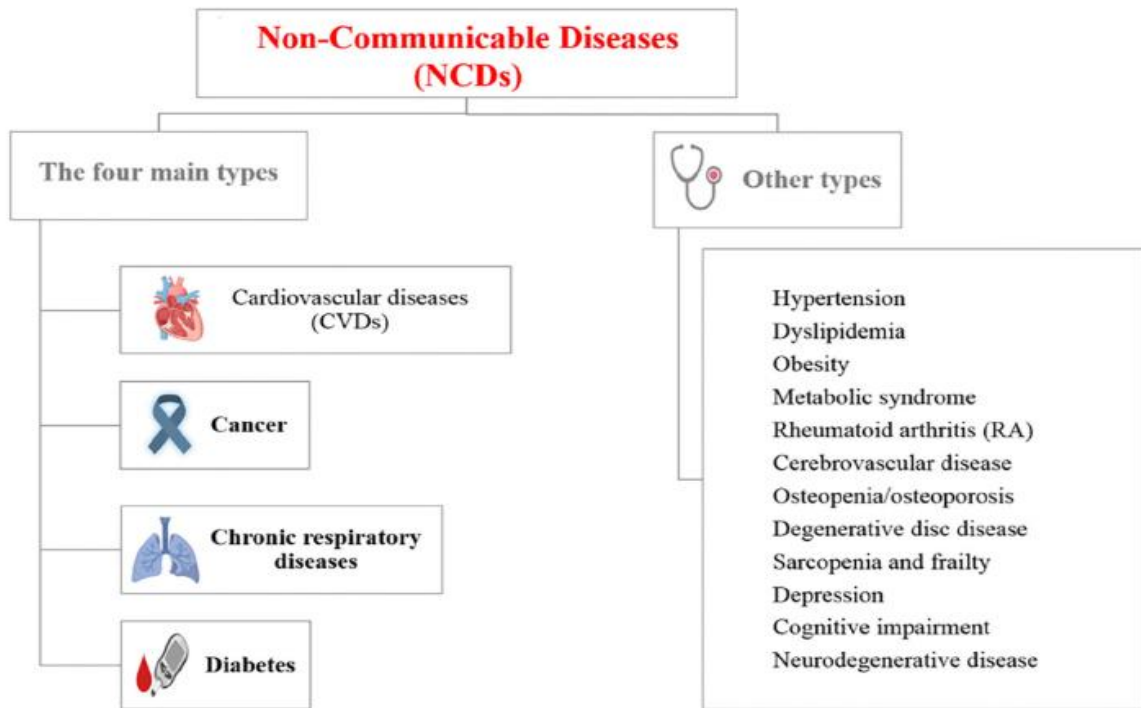 Non-Communicable Diseases
(NCDs)
The four main types
Other types
Cardiovascular diseases
(CVDs)
Cancer
Chronic respiratory
diseases
Diabetes
Hypertension
Dyslipidemia
Obesity
Metabolic syndrome
Rheumatoid arthritis (RA)
Cerebrovascular disease
Osteopenia/osteoporosis
Degenerative disc disease
Sarcopenia and frailty
Depression
Cognitive impairment
Neurodegenerative disease